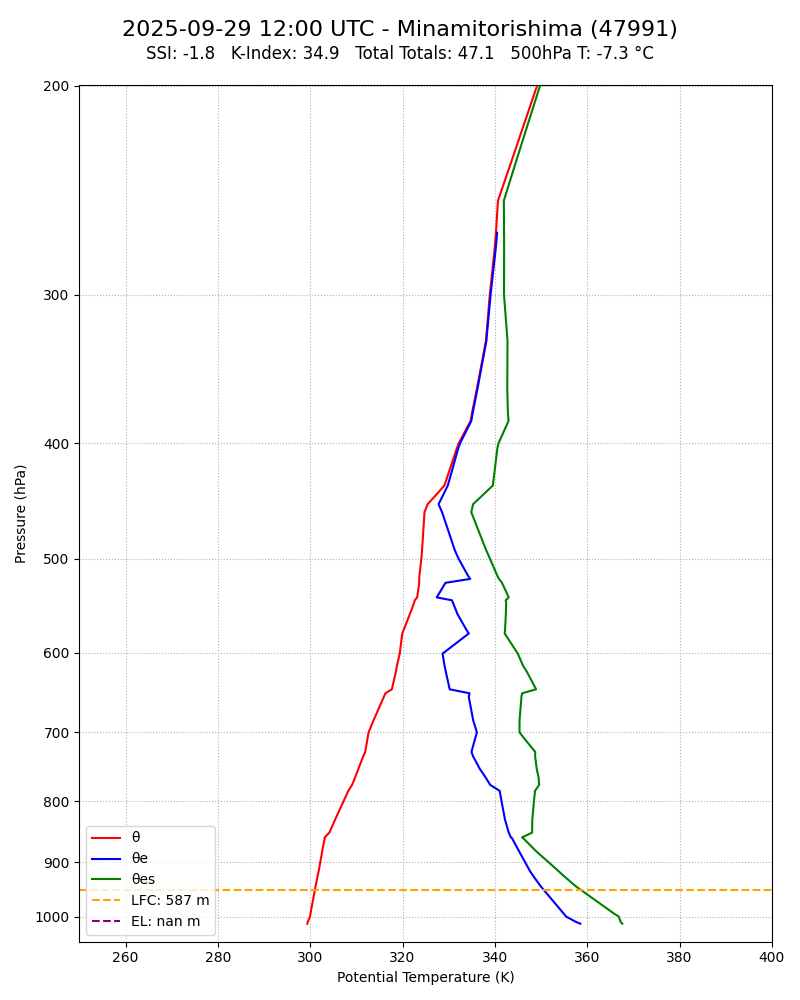 2025-09-29 12:00 UTC - Minamitorishima (47991)
SSI: -1.8   K-Index: 34.9   Total Totals: 47.1   500hPa T: -7.3 °C
Pressure (hPa)
200
300
400
500
600
700
800
900
1000
θ
θe
θes
LFC: 587 m
EL: nan m
260 280 300 320 340 360 380 400
Potential Temperature (K)